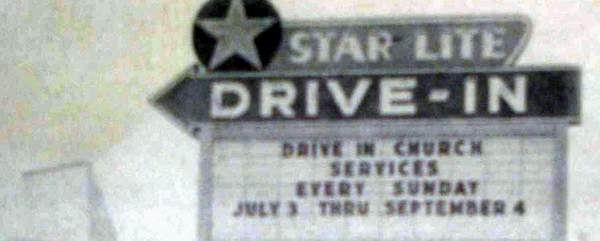 STAR LITE
DRIVE-IN
DRIVE IN CHURCH
SERVICES
EVERY SUNDAY
JULY 3 THRU SEPTEMBER 4